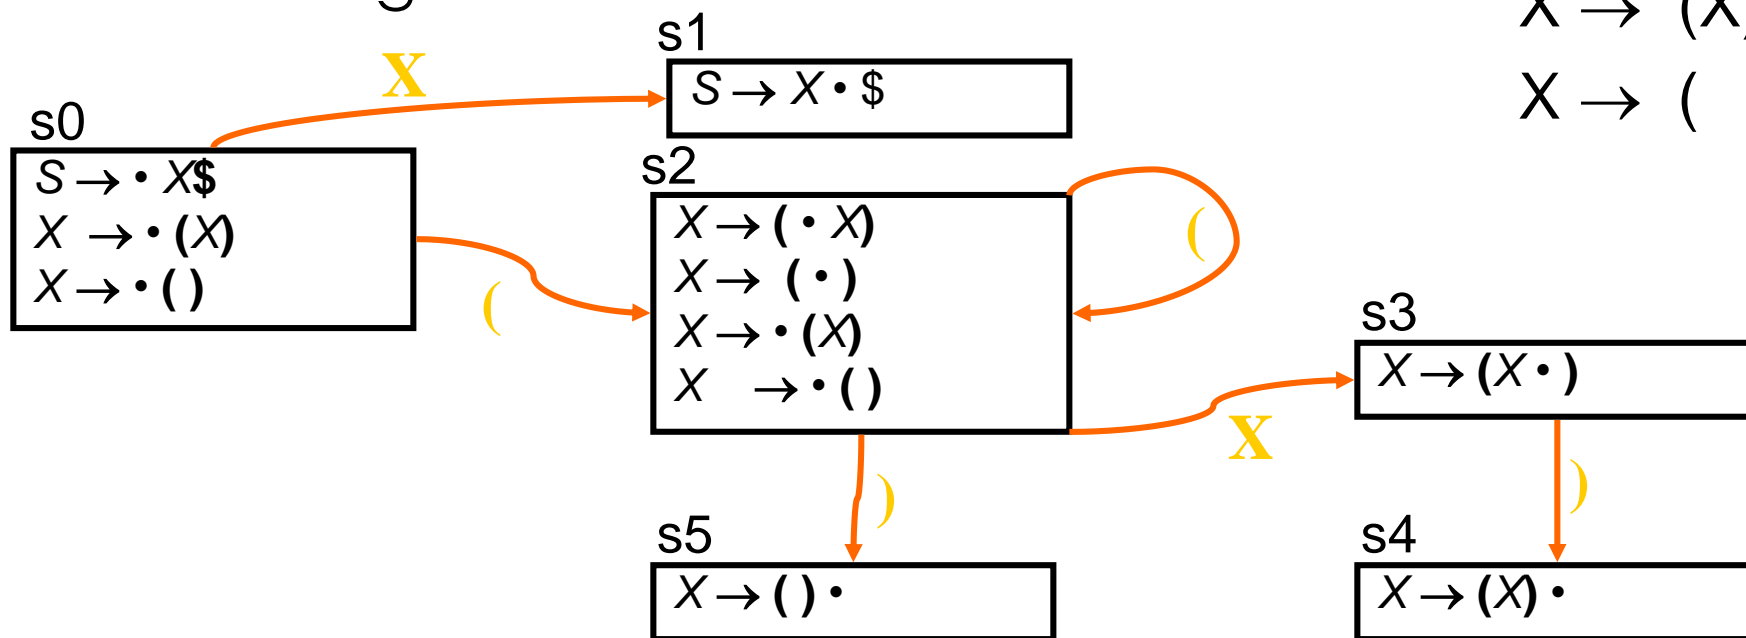 X → (X)
X → (
X
s1
S → X • $
s0
S → • X$
X → • (X)
X → • ( )
(
s2
X → ( • X)
X → ( • )
X → • (X)
X → • ( )
(
X
s3
X → (X • )
)
)
s5
X → ( ) •
s4
X → (X) •